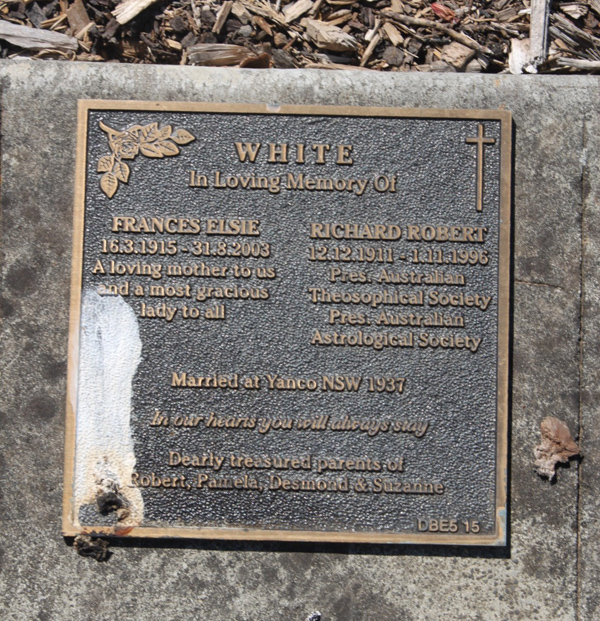 WHITE
In Loving Memory Of
FRANCES ELSIE
16.3.1915 - 31.8.2003
A loving mother to us
and a most gracious
lady to all
RICHARD ROBERT
12.12.1911 - 1.11.1996
Pres. Australian
Theosophical Society
Pres. Australian
Astrological Society
Married at Yanco NSW 1937
In our hearts you will always stay
Dearly treasured parents of
Robert, Pamela, Desmond & Suzanne
DBE5 15